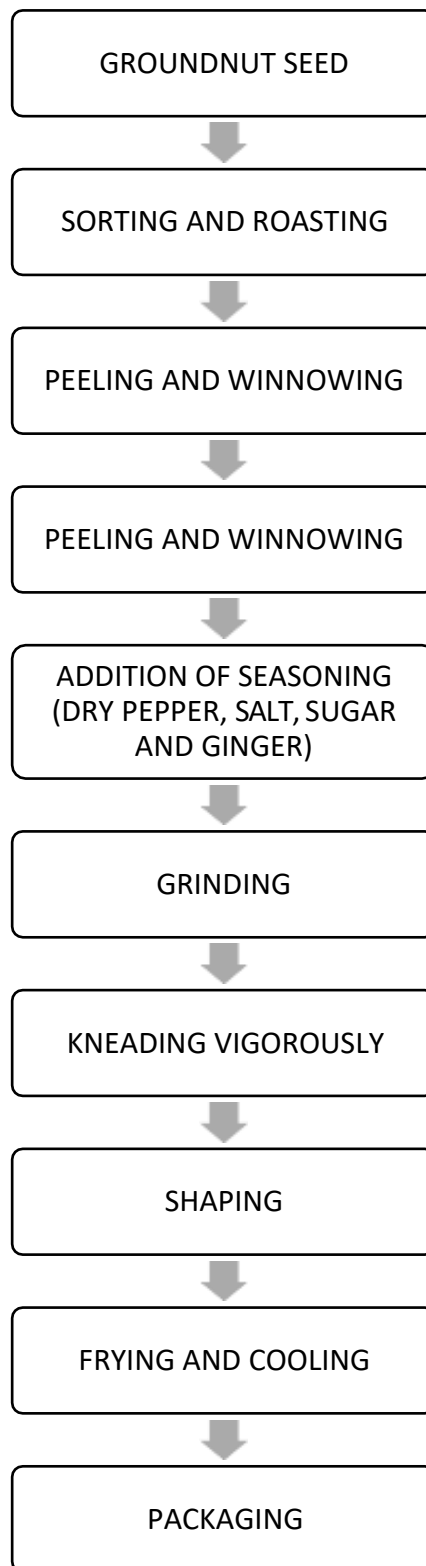 GROUNDNUT SEED
SORTING AND ROASTING
PEELING AND WINNOWING
PEELING AND WINNOWING
ADDITION OF SEASONING
(DRY PEPPER, SALT, SUGAR
AND GINGER)
GRINDING
KNEADING VIGOROUSLY
SHAPING
FRYING AND COOLING
PACKAGING